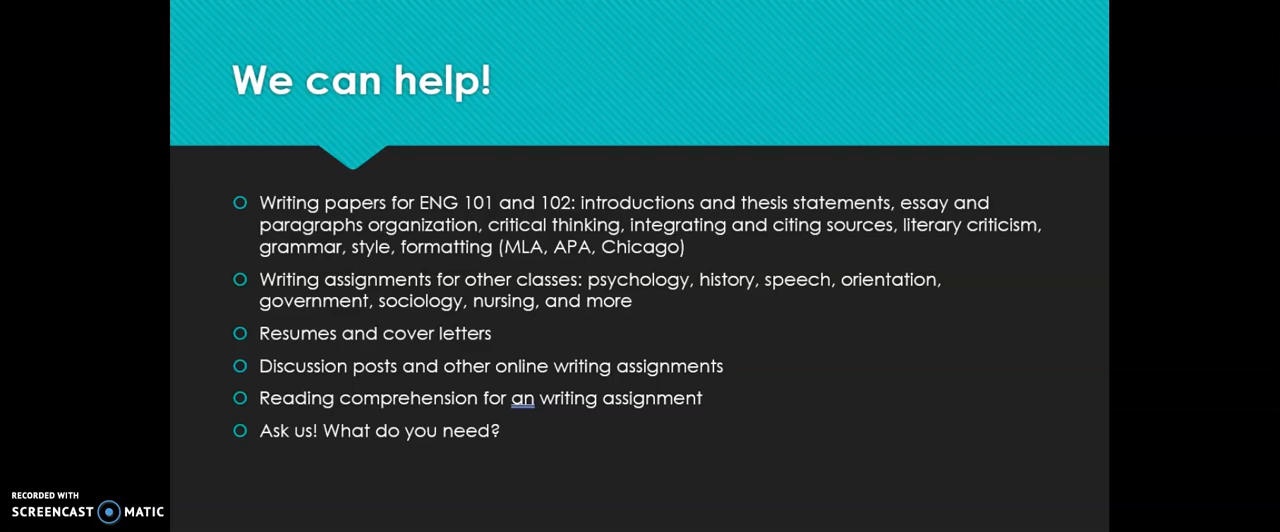 We can help!
Writing papers for ENG 101 and 102: introductions and thesis statements, essay and
paragraphs organization, critical thinking, integrating and citing sources, literary criticism,
grammar, style, formatting (MLA, APA, Chicago)
Writing assignments for other classes: psychology, history, speech, orientation,
government, sociology, nursing, and more
Resumes and cover letters
Discussion posts and other online writing assignments
Reading comprehension for an writing assignment
Ask us! What do you need?
RECORDED WITH
SCREENCAST MATIC